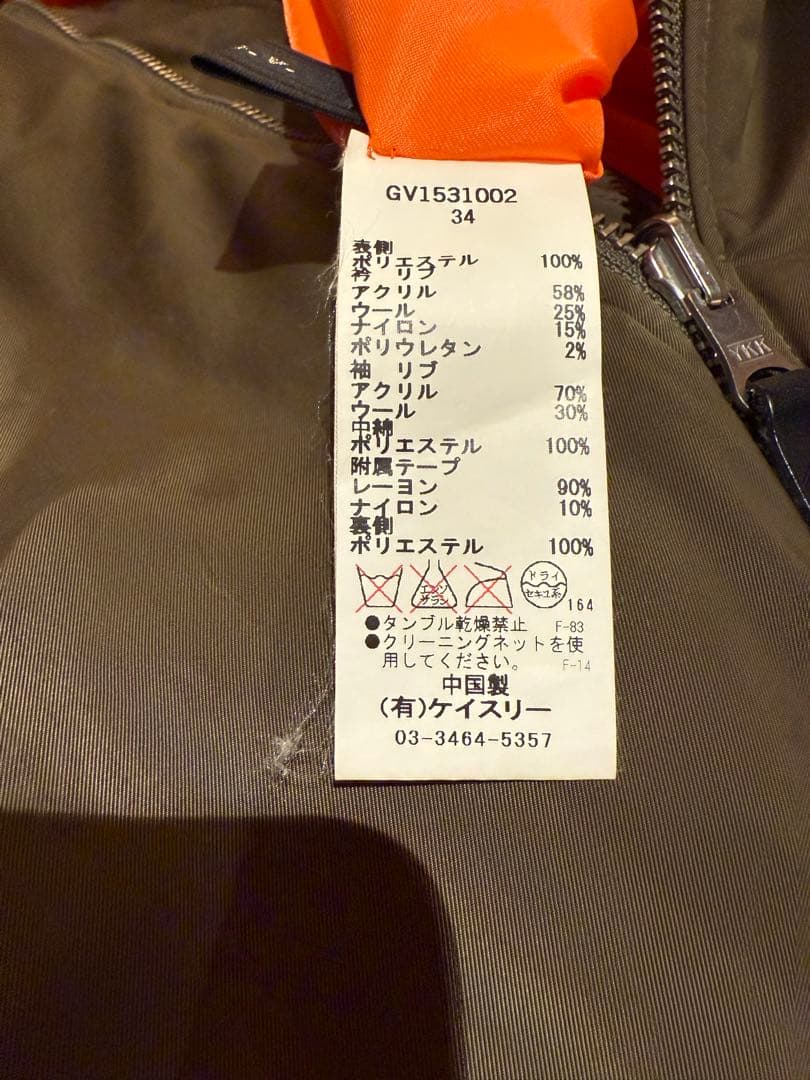 GV1531002
34
表側
ポリエステル 100%
衿 リブ
アクリル 58%
ウール 25%
ナイロン 15%
ポリウレタン 2%
袖 リブ
アクリル 70%
ウール 30%
中綿
ポリエステル 100%
附属テープ
レーヨン 90%
ナイロン 10%
裏側
ポリエステル 100%
エンソ
サラシ
ドライ
セキユ系
164
●タンブル乾燥禁止 F-83
●クリーニングネットを使
用してください。 F-14
中国製
(有)ケイスリー
03-3464-5357
YKK